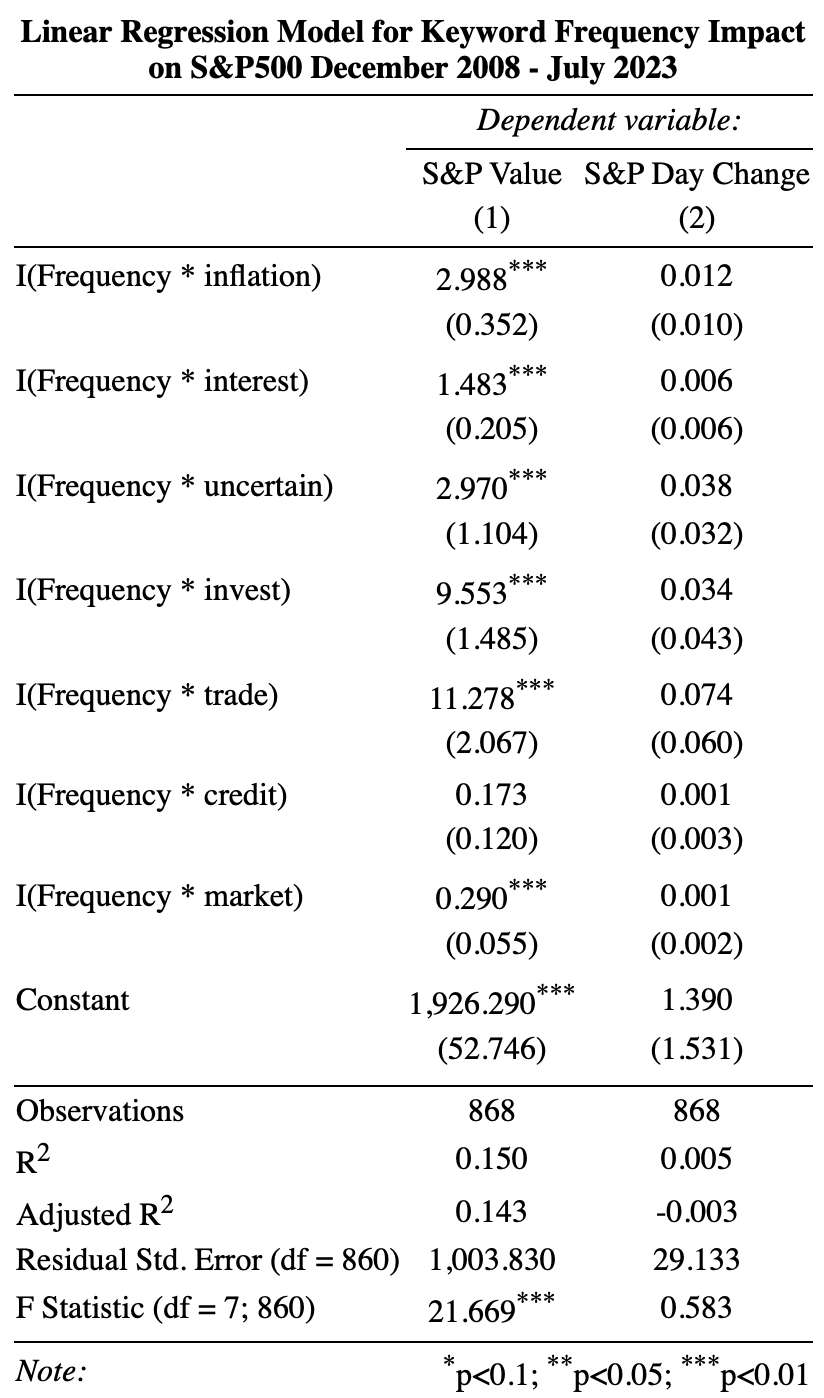 Linear Regression Model for Keyword Frequency Impact
on S&P500 December 2008 - July 2023
Dependent variable:
S&P Value S&P Day Change
(1) (2)
I(Frequency * inflation) 2.988*** 0.012
(0.352) (0.010)
I(Frequency * interest) 1.483*** 0.006
(0.205) (0.006)
I(Frequency * uncertain) 2.970*** 0.038
(1.104) (0.032)
I(Frequency * invest) 9.553*** 0.034
(1.485) (0.043)
I(Frequency * trade) 11.278*** 0.074
(2.067) (0.060)
I(Frequency * credit) 0.173 0.001
(0.120) (0.003)
I(Frequency * market) 0.290*** 0.001
(0.055) (0.002)
Constant 1,926.290*** 1.390
(52.746) (1.531)
Observations 868 868
R2 0.150 0.005
Adjusted R2 0.143 -0.003
Residual Std. Error (df = 860) 1,003.830 29.133
F Statistic (df = 7; 860) 21.669*** 0.583
Note: *p<0.1; **p<0.05; ***p<0.01